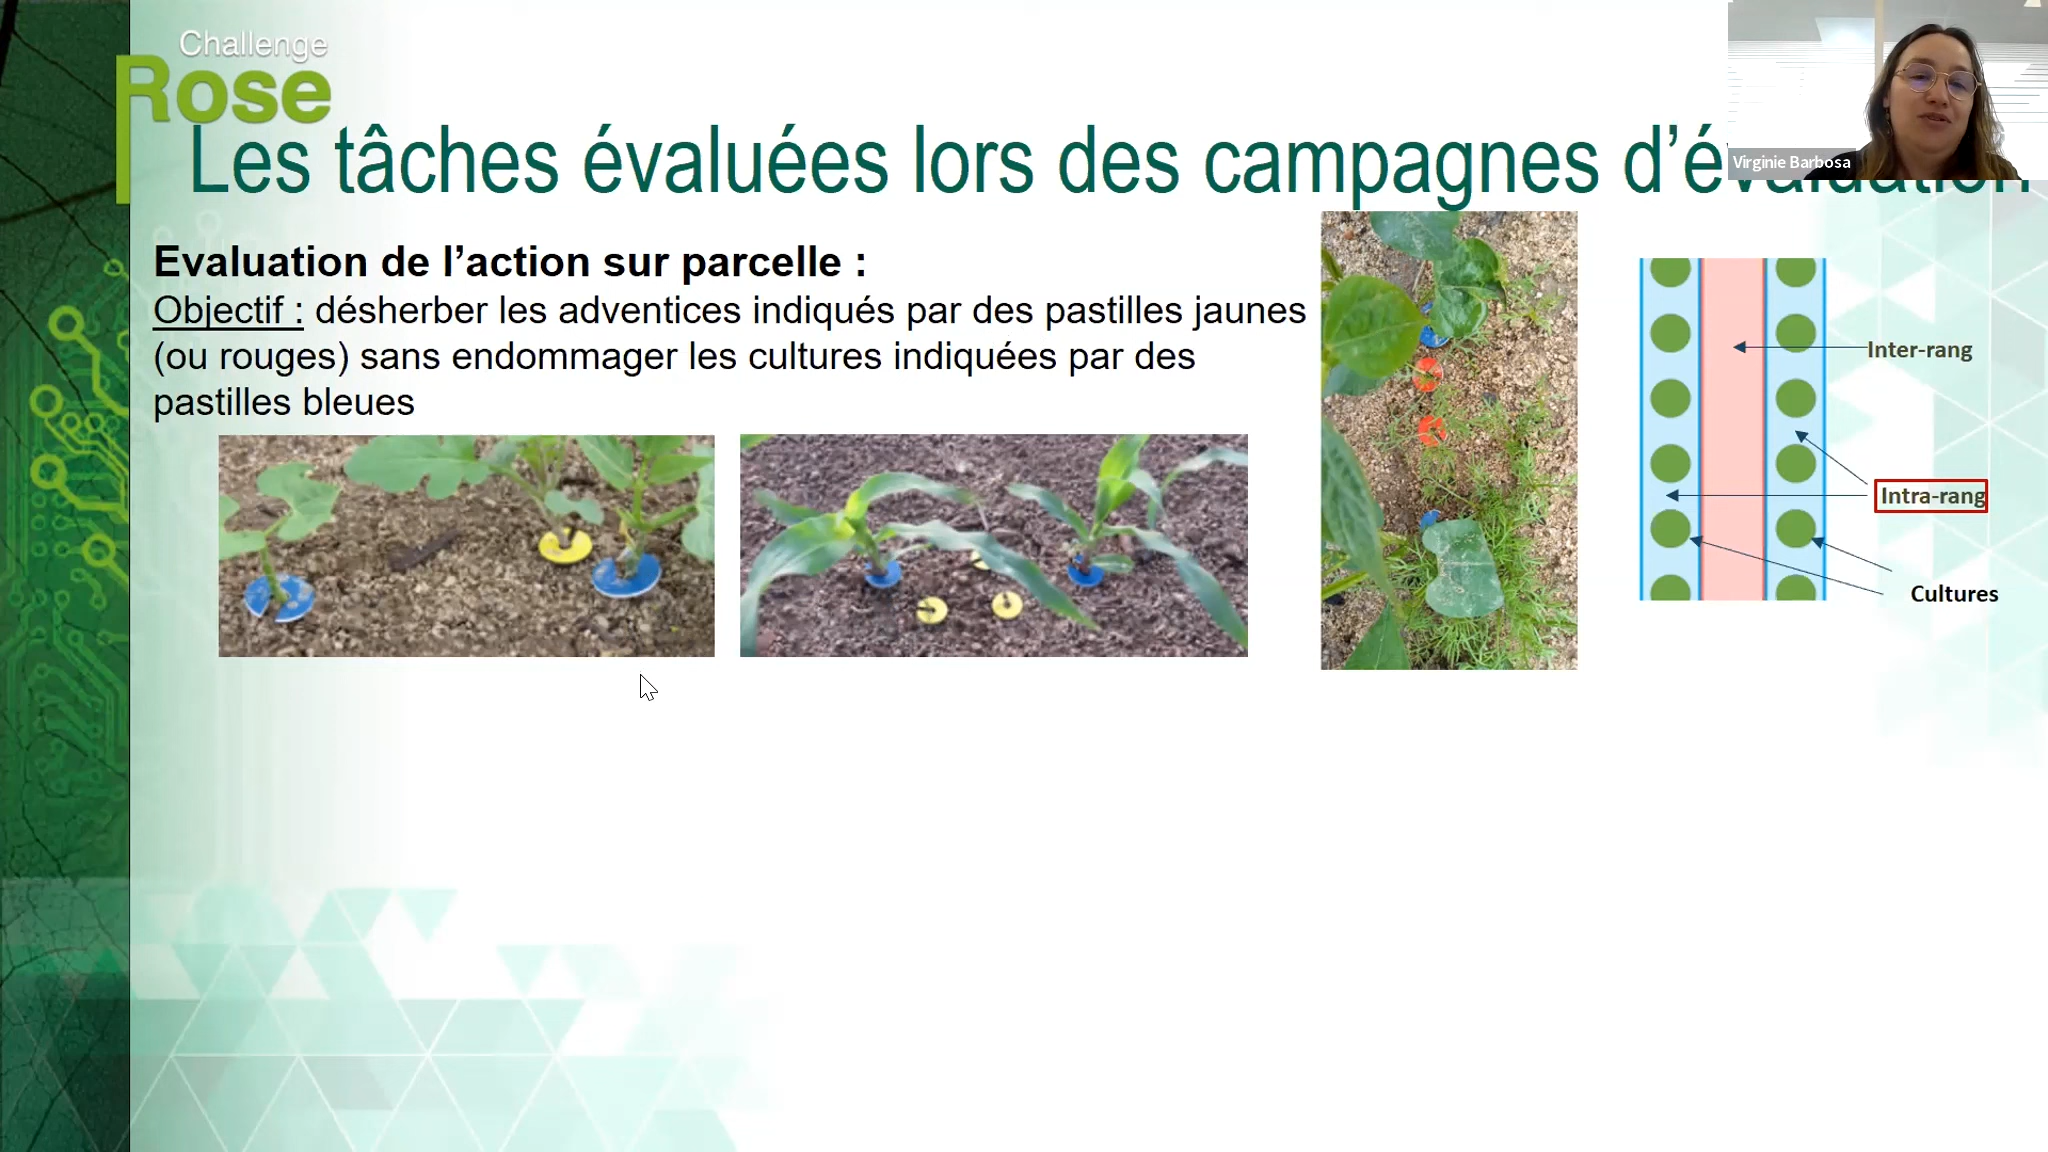 Challenge
Rose
Les tâches évaluées lors des campagnes d'évaluation
Virginie Barbosa
Evaluation de l'action sur parcelle :
Objectif : désherber les adventices indiqués par des pastilles jaunes
(ou rouges) sans endommager les cultures indiquées par des
pastilles bleues
Inter-rang
Intra-rang
Cultures